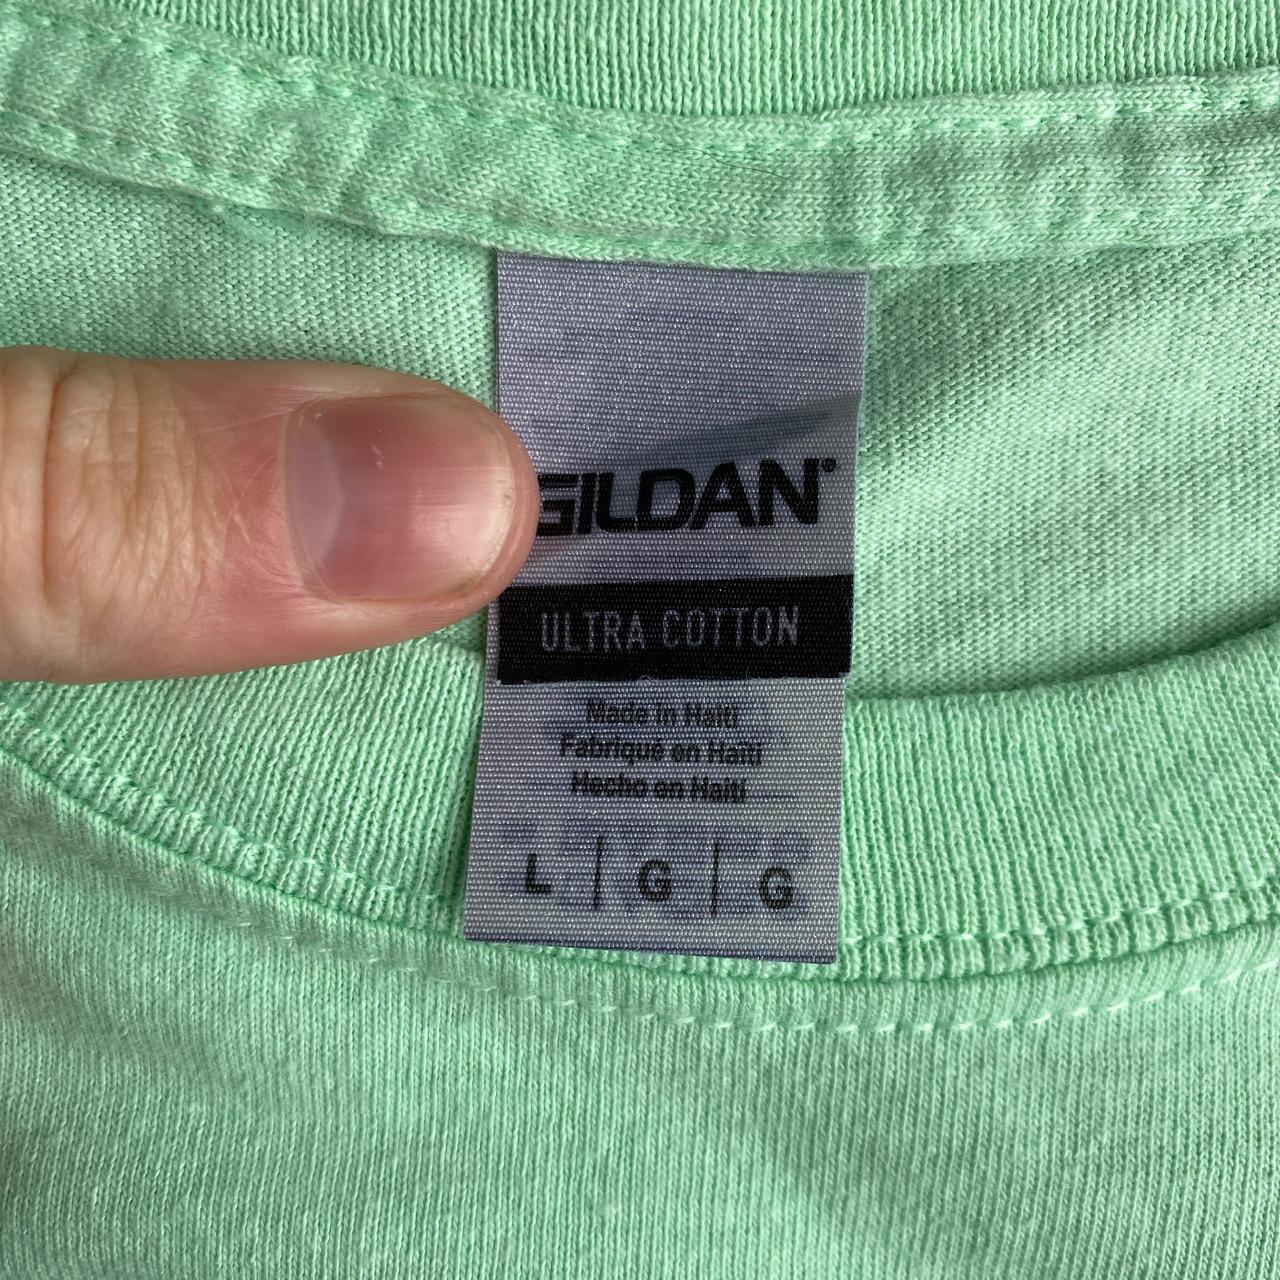 GILDAN®
ULTRA COTTON
Made in Haiti
Fabriqué en Haïti
Hecho en Haití
L | G | G